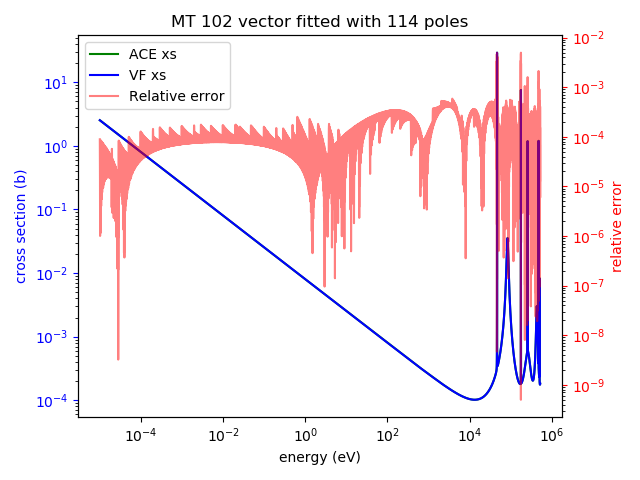 MT 102 vector fitted with 114 poles
ACE xs
VF xs
Relative error
cross section (b)
10^1
10^0
10^-1
10^-2
10^-3
10^-4
10^-2
10^-3
10^-4
10^-5
10^-6
10^-7
10^-8
10^-9
relative error
10^-4
10^-2
10^0
10^2
10^4
10^6
energy (eV)